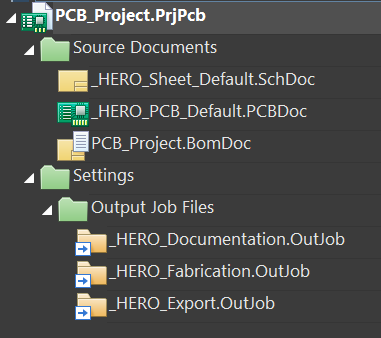 PCB_Project.PrjPcb
Source Documents
_HERO_Sheet_Default.SchDoc
_HERO_PCB_Default.PCBDoc
PCB_Project.BomDoc
Settings
Output Job Files
_HERO_Documentation.OutJob
_HERO_Fabrication.OutJob
_HERO_Export.OutJob